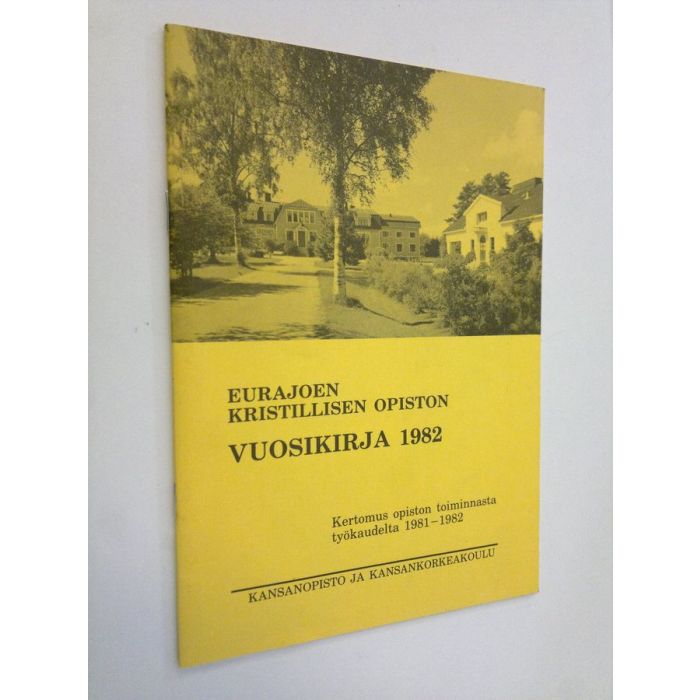 EURAJOEN
KRISTILLISEN OPISTON
VUOSIKIRJA 1982
Kertomus opiston toiminnasta
työkaudelta 1981–1982
KANSANOPISTO JA KANSANKORKEAKOULU